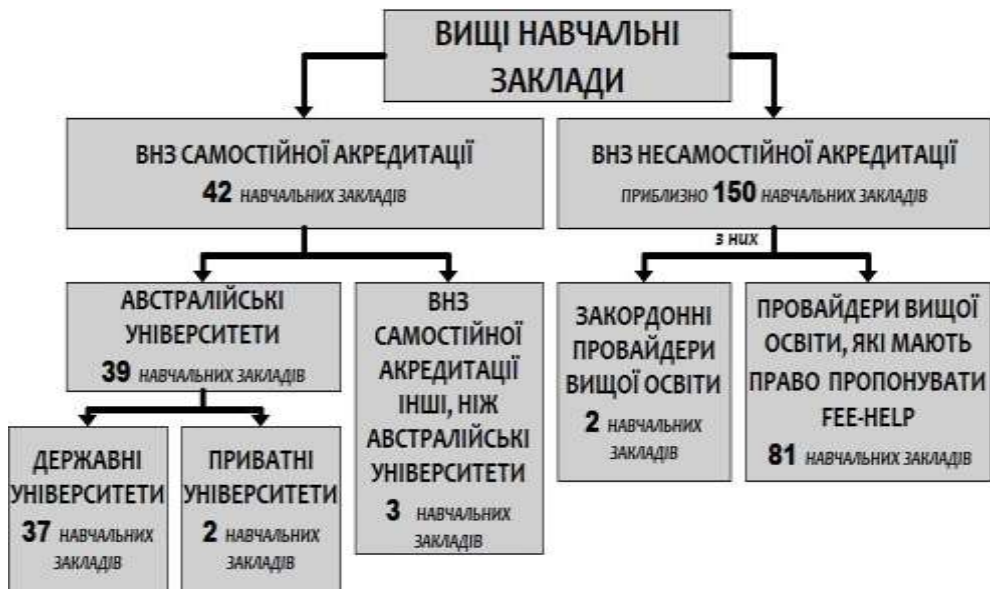 ВИЩІ НАВЧАЛЬНІ
ЗАКЛАДИ
ВНЗ САМОСТІЙНОЇ АКРЕДИТАЦІЇ
42 НАВЧАЛЬНИХ ЗАКЛАДІВ
ВНЗ НЕСАМОСТІЙНОЇ АКРЕДИТАЦІЇ
ПРИБЛИЗНО 150 НАВЧАЛЬНИХ ЗАКЛАДІВ
з них
АВСТРАЛІЙСЬКІ
УНІВЕРСИТЕТИ
39 НАВЧАЛЬНИХ ЗАКЛАДІВ
ВНЗ
САМОСТІЙНОЇ
АКРЕДИТАЦІЇ
ІНШІ, НІЖ
АВСТРАЛІЙСЬКІ
УНІВЕРСИТЕТИ
3 НАВЧАЛЬНИХ
ЗАКЛАДІВ
ЗАКОРДОННІ
ПРОВАЙДЕРИ
ВИЩОЇ ОСВІТИ
2 НАВЧАЛЬНИХ
ЗАКЛАДІВ
ПРОВАЙДЕРИ ВИЩОЇ
ОСВІТИ, ЯКІ МАЮТЬ
ПРАВО ПРОПОНУВАТИ
FEE-HELP
81 НАВЧАЛЬНИХ ЗАКЛАДІВ
ДЕРЖАВНІ
УНІВЕРСИТЕТИ
37 НАВЧАЛЬНИХ
ЗАКЛАДІВ
ПРИВАТНІ
УНІВЕРСИТЕТИ
2 НАВЧАЛЬНИХ
ЗАКЛАДІВ